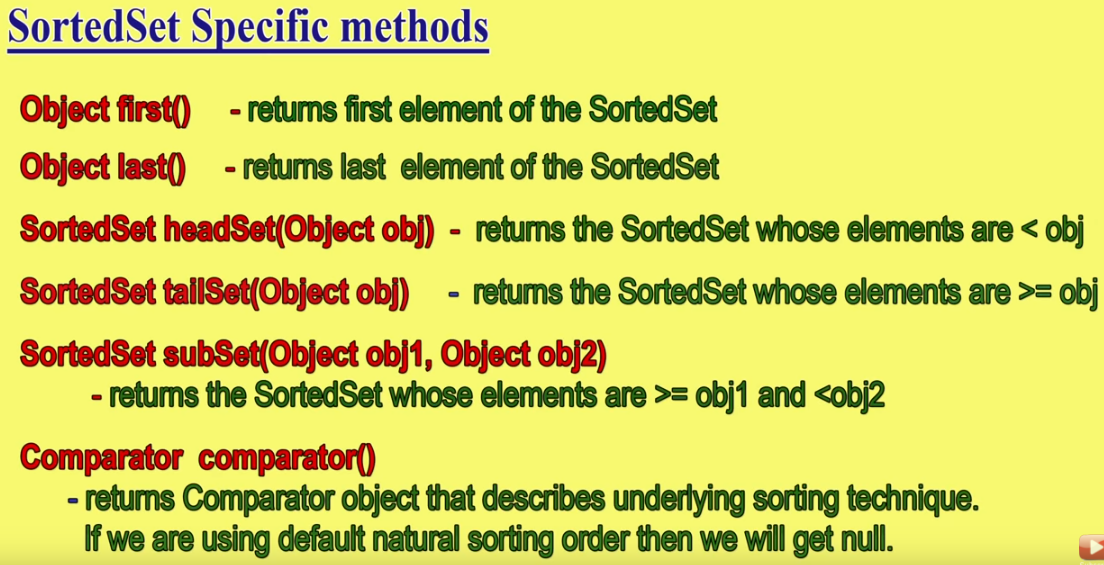 SortedSet Specific methods
Object first() - returns first element of the SortedSet
Object last() - returns last element of the SortedSet
SortedSet headSet(Object obj) - returns the SortedSet whose elements are < obj
SortedSet tailSet(Object obj) - returns the SortedSet whose elements are >= obj
SortedSet subSet(Object obj1, Object obj2)
- returns the SortedSet whose elements are >= obj1 and <obj2
Comparator comparator()
- returns Comparator object that describes underlying sorting technique.
If we are using default natural sorting order then we will get null.